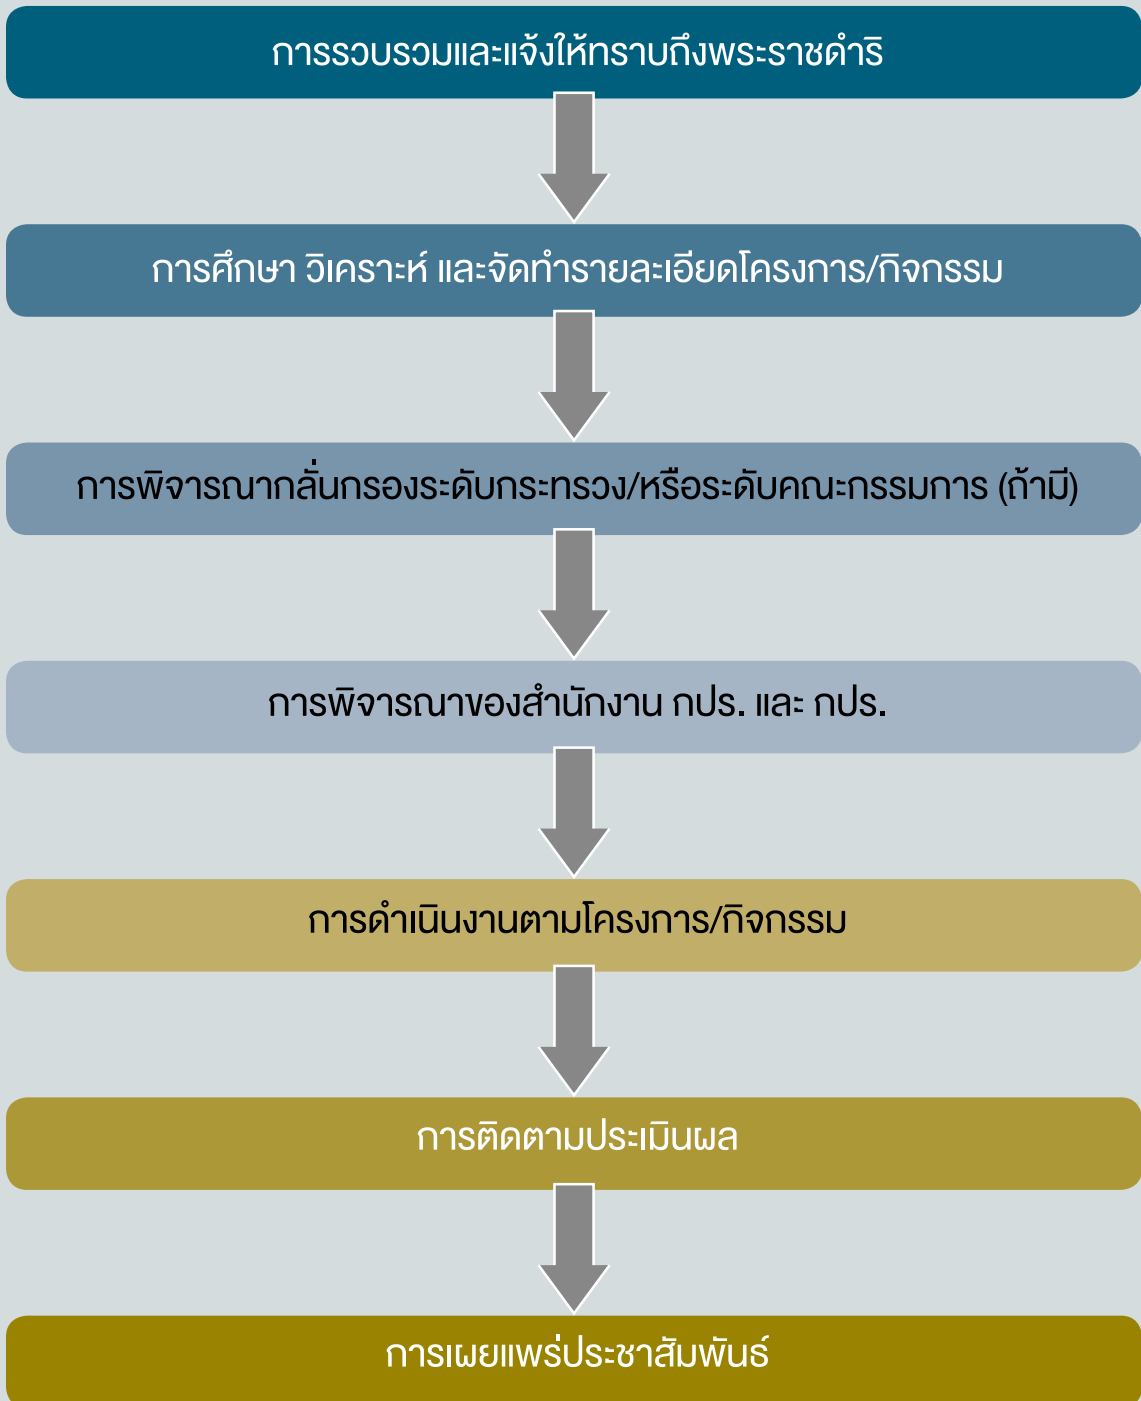 การรวบรวมและแจ้งให้ทราบถึงพระราชดำริ
การศึกษา วิเคราะห์ และจัดทำรายละเอียดโครงการ/กิจกรรม
การพิจารณากลั่นกรองระดับกระทรวง/หรือระดับคณะกรรมการ (ถ้ามี)
การพิจารณาของสำนักงาน กปร. และ กปร.
การดำเนินงานตามโครงการ/กิจกรรม
การติดตามประเมินผล
การเผยแพร่ประชาสัมพันธ์